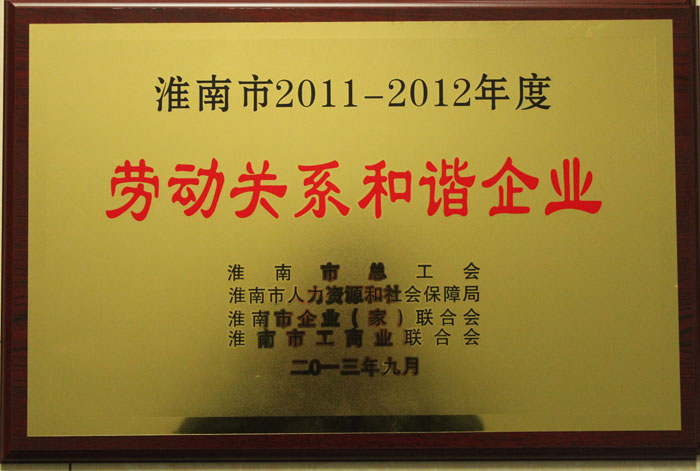 淮南市2011-2012年度
劳动关系和谐企业
淮南市总工会
淮南市人力资源和社会保障局
淮南市企业（家）联合会
淮南市工商业联合会
二0一三年九月